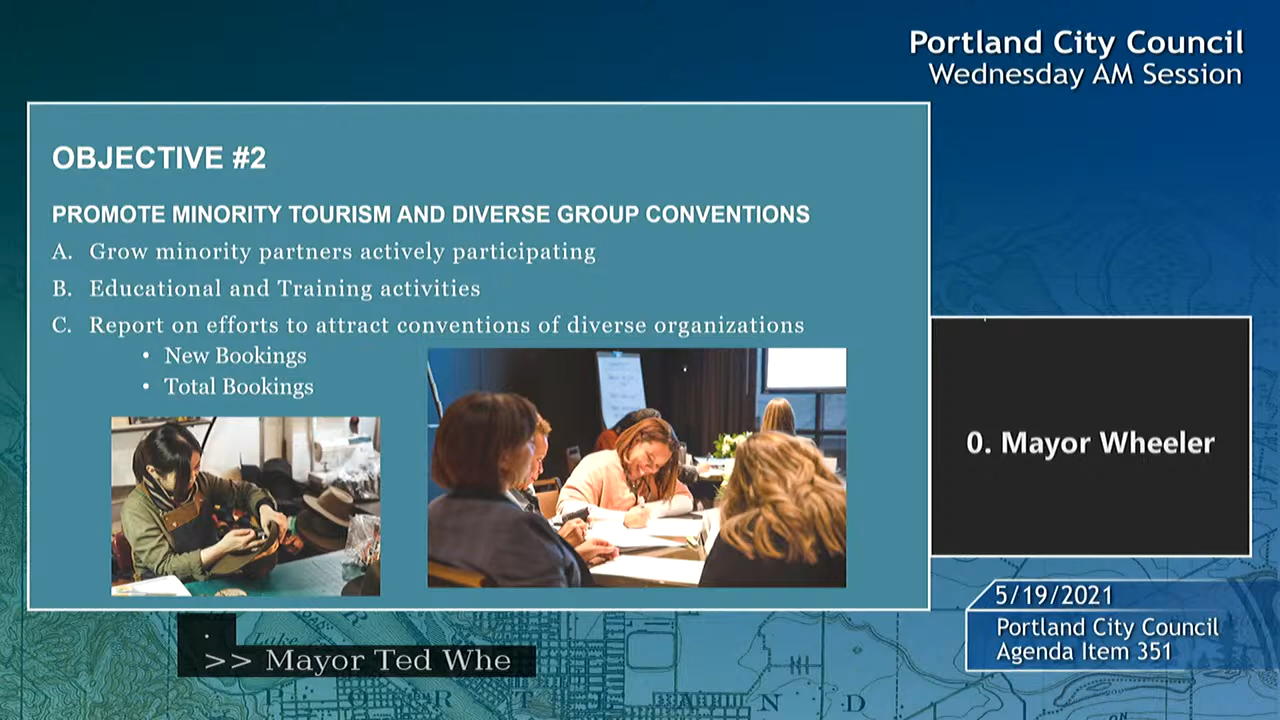 Portland City Council
Wednesday AM Session
OBJECTIVE #2
PROMOTE MINORITY TOURISM AND DIVERSE GROUP CONVENTIONS
A. Grow minority partners actively participating
B. Educational and Training activities
C. Report on efforts to attract conventions of diverse organizations
• New Bookings
• Total Bookings
0. Mayor Wheeler
5/19/2021
Portland City Council
Agenda Item 351
.
>> Mayor Ted Whe
Lake
P O R T L A N D